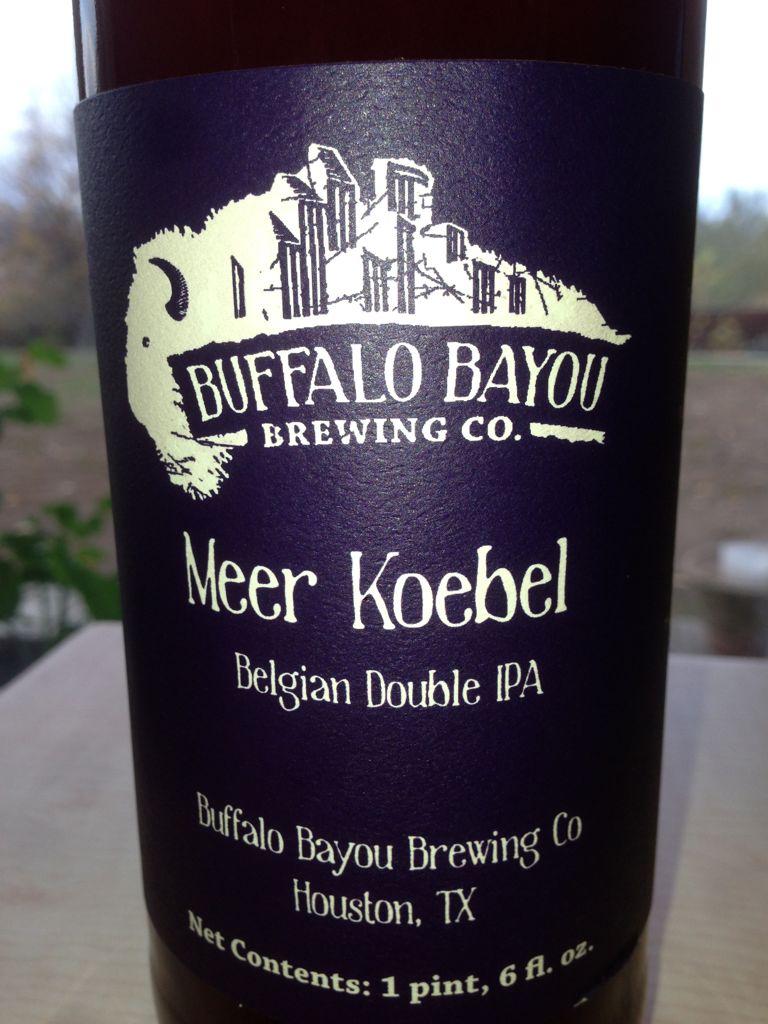 BUFFALO BAYOU
BREWING CO.
Meer Koebel
Belgian Double IPA
Buffalo Bayou Brewing Co
Houston, TX
Net Contents: 1 pint, 6 fl. oz.